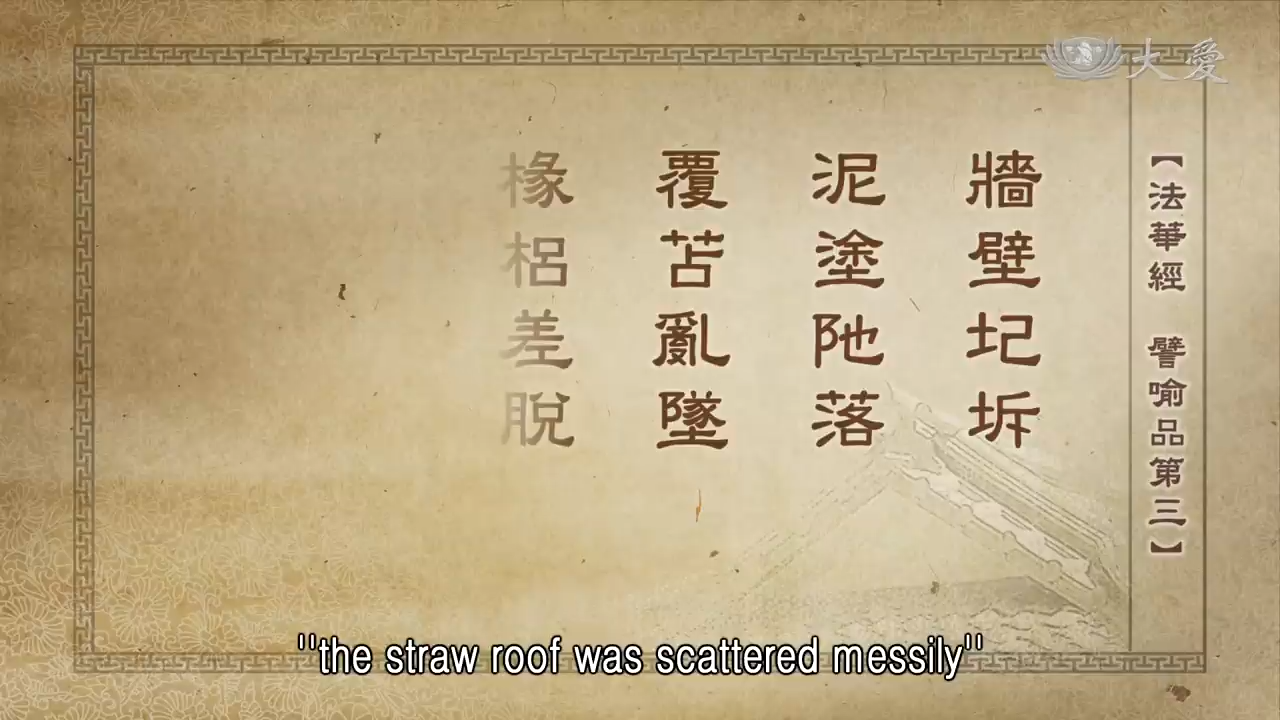 大愛
【法華經 譬喻品第三】
牆壁圮坼
泥塗阤落
覆苫亂墜
椽梠差脫
"the straw roof was scattered messily"